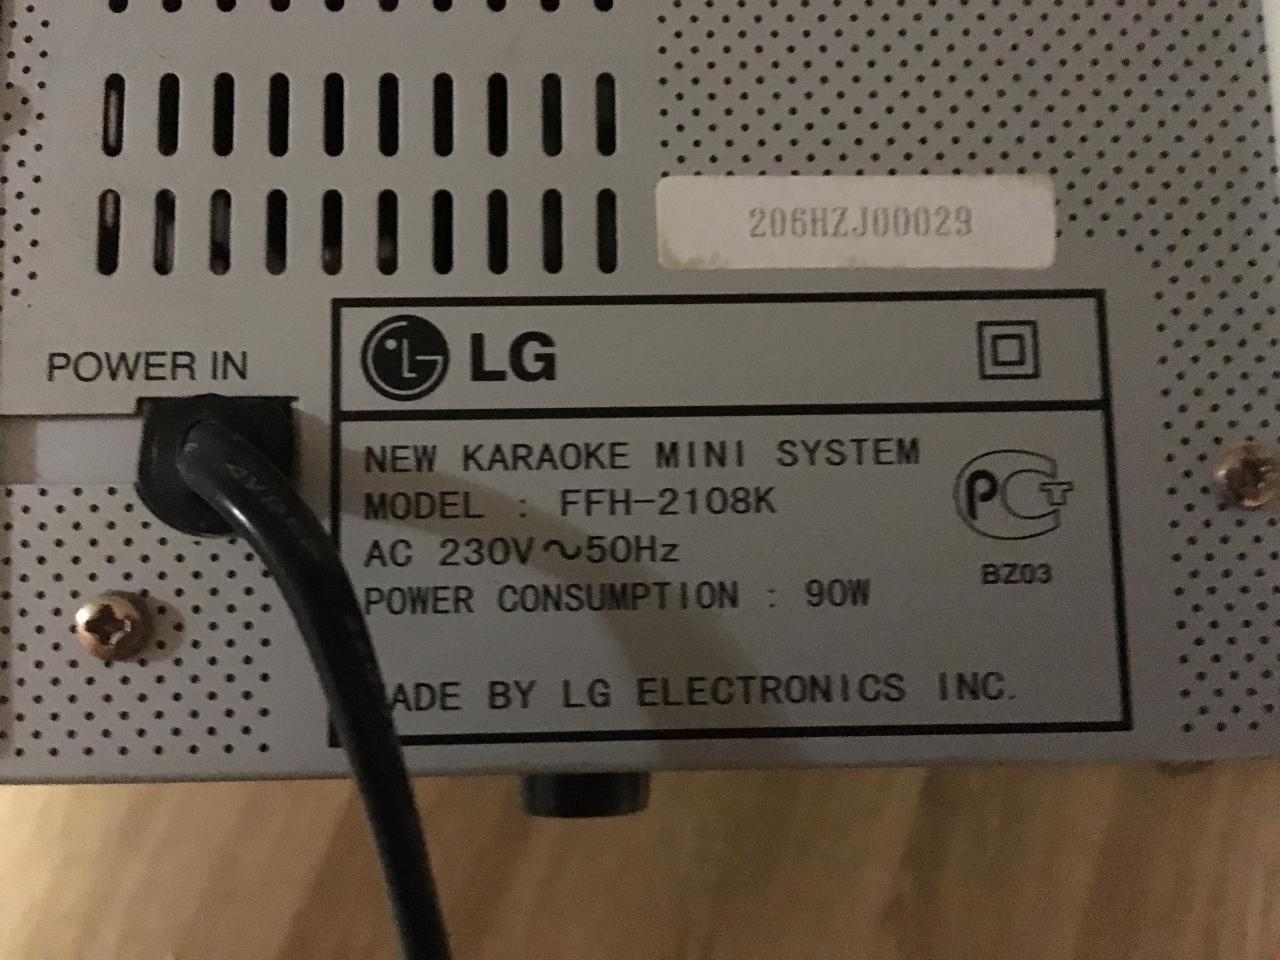 206HZJ00029
POWER IN
LG
NEW KARAOKE MINI SYSTEM
MODEL : FFH-2108K
AC 230V～50Hz
POWER CONSUMPTION : 90W
РСТ
BZ03
ADE BY LG ELECTRONICS INC.